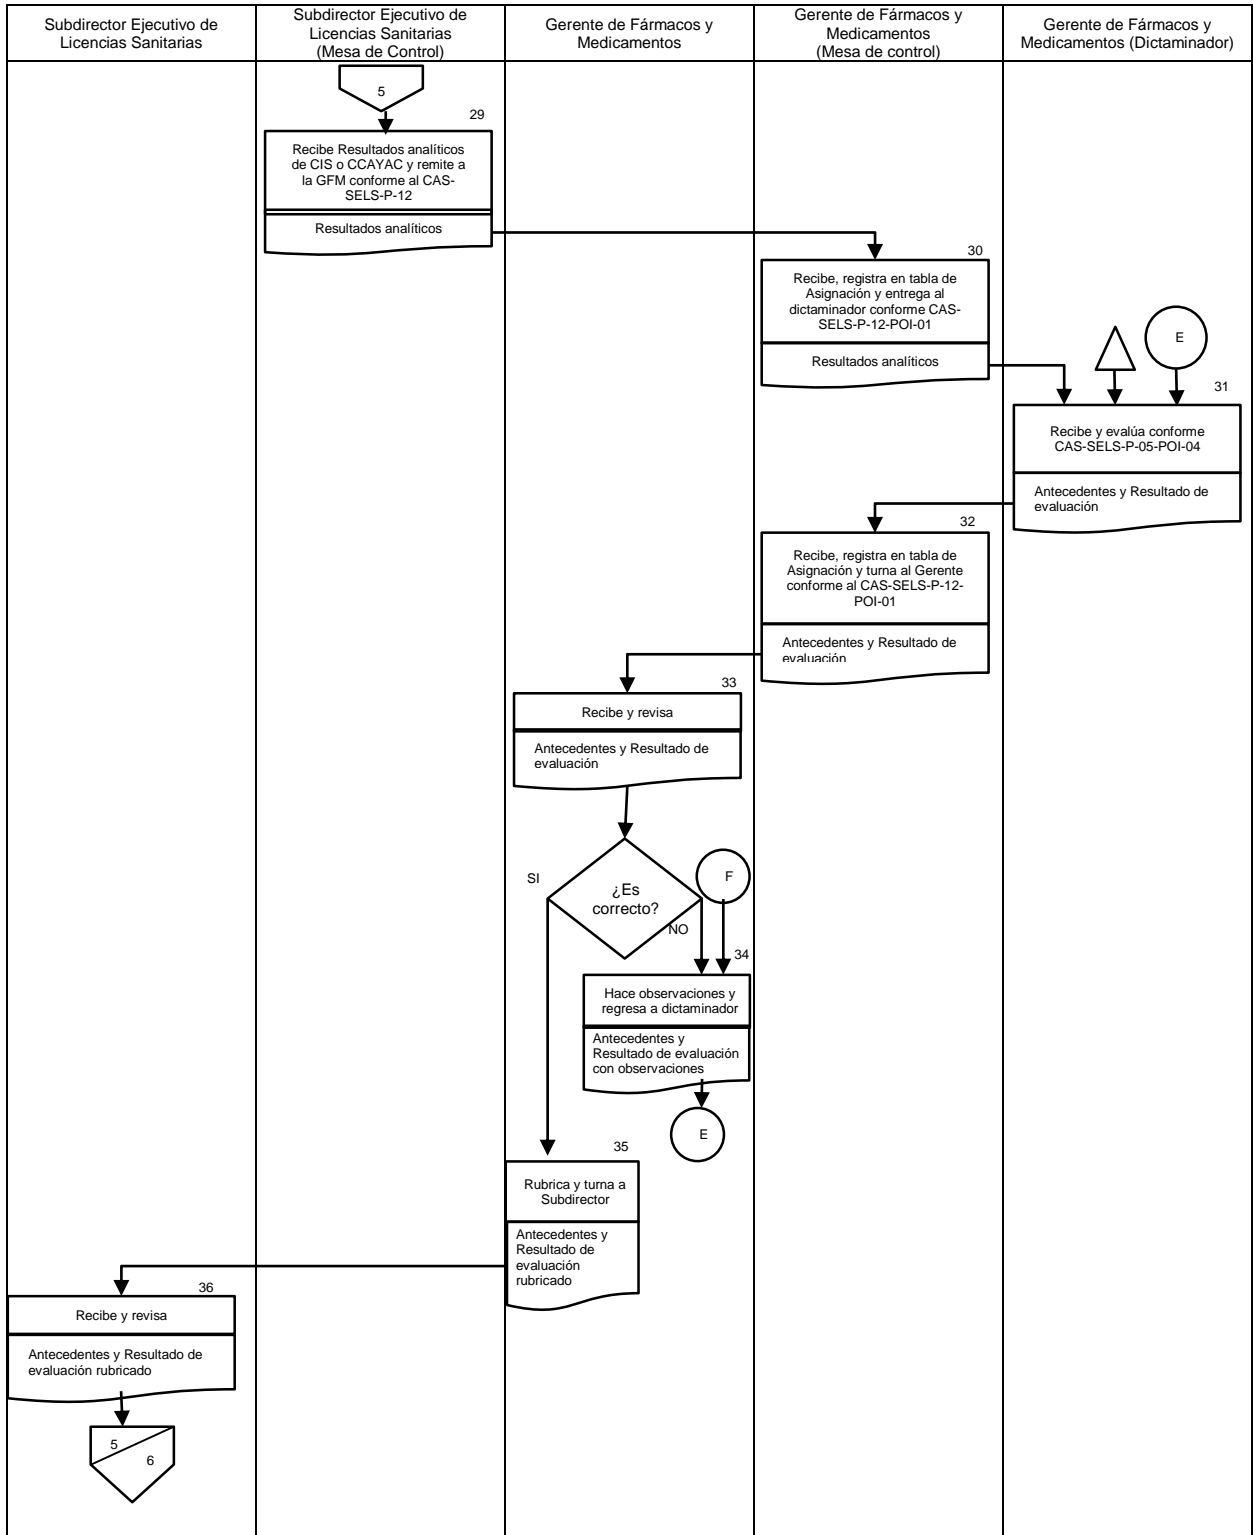 Subdirector Ejecutivo de
Licencias Sanitarias
Subdirector Ejecutivo de
Licencias Sanitarias
(Mesa de Control)
Gerente de Fármacos y
Medicamentos
Gerente de Fármacos y
Medicamentos
(Mesa de control)
Gerente de Fármacos y
Medicamentos (Dictaminador)
5
29
Recibe Resultados analíticos
de CIS o CCAYAC y remite a
la GFM conforme al CAS-
SELS-P-12
Resultados analíticos
30
Recibe, registra en tabla de
Asignación y entrega al
dictaminador conforme CAS-
SELS-P-12-POI-01
Resultados analíticos
E
31
Recibe y evalúa conforme
CAS-SELS-P-05-POI-04
Antecedentes y Resultado de
evaluación
32
Recibe, registra en tabla de
Asignación y turna al Gerente
conforme al CAS-SELS-P-12-
POI-01
Antecedentes y Resultado de
evaluación
33
Recibe y revisa
Antecedentes y Resultado de
evaluación
SI
¿Es
correcto?
NO
F
34
Hace observaciones y
regresa a dictaminador
Antecedentes y
Resultado de evaluación
con observaciones
E
35
Rubrica y turna a
Subdirector
Antecedentes y
Resultado de
evaluación
rubricado
36
Recibe y revisa
Antecedentes y Resultado de
evaluación rubricado
5
6